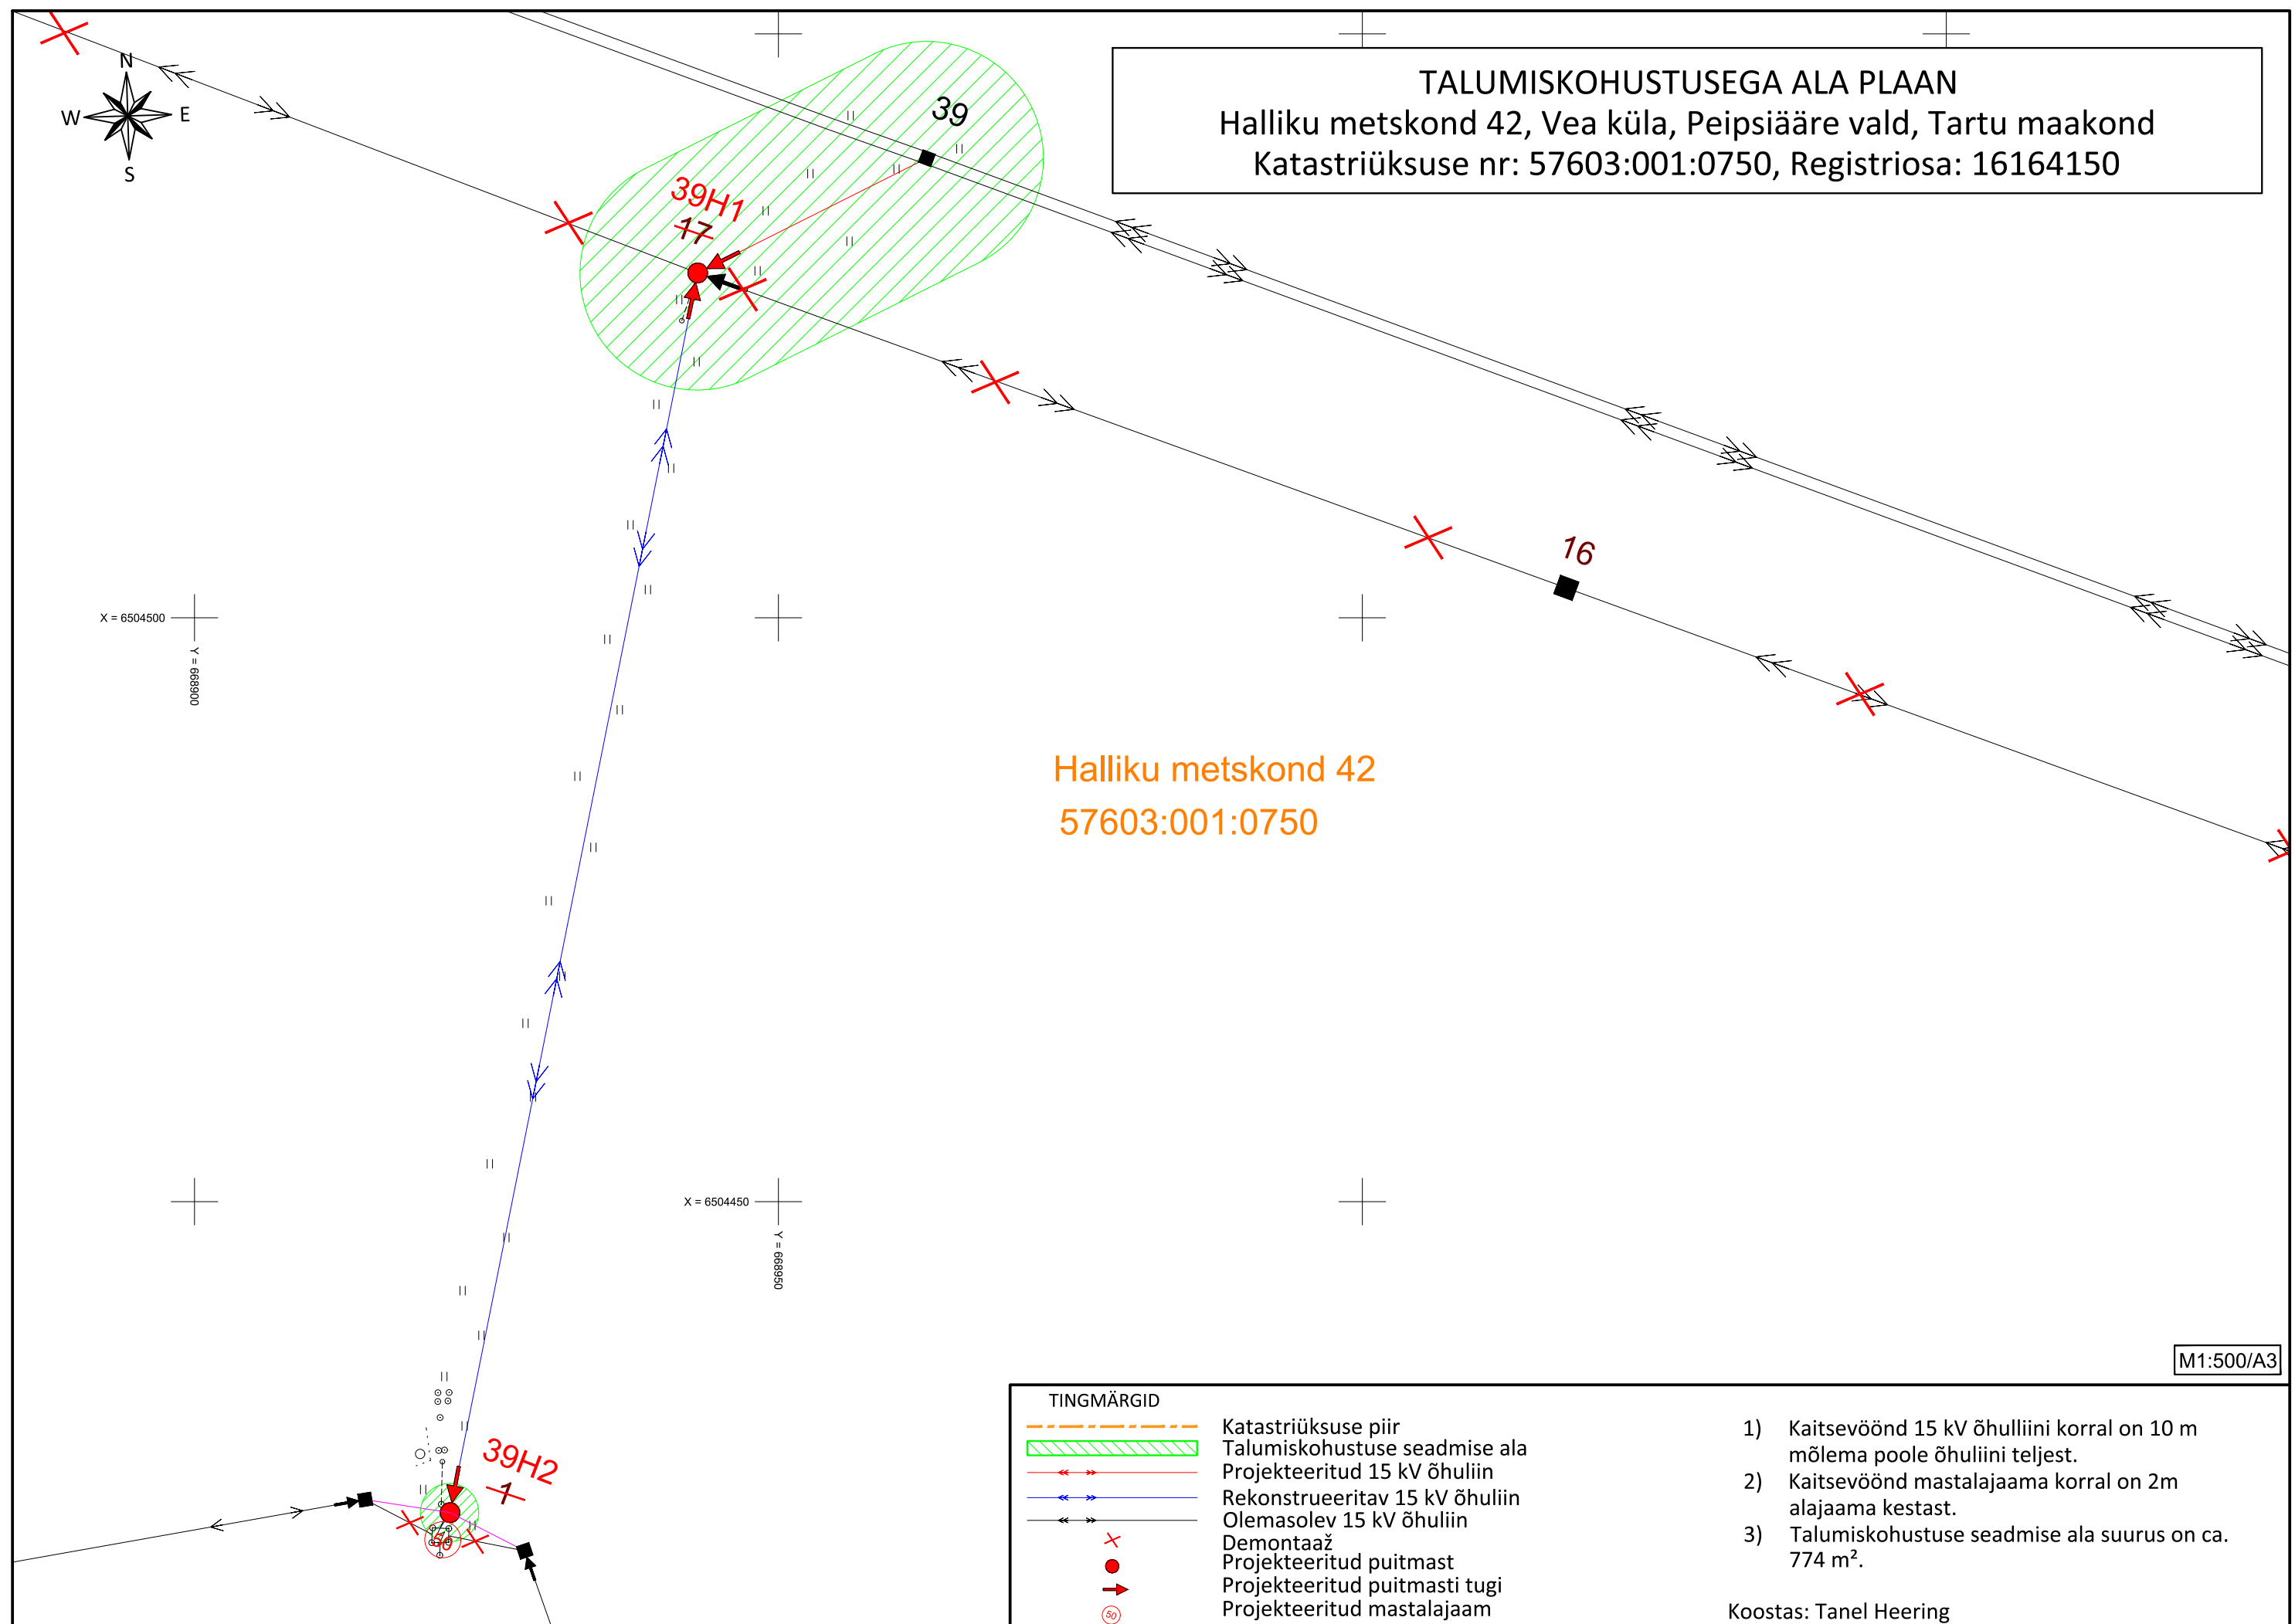 N
W E
S
TALUMISKOHUSTUSEGA ALA PLAAN
Halliku metskond 42, Vea küla, Peipsiääre vald, Tartu maakond
Katastriüksuse nr: 57603:001:0750, Registriosa: 16164150
39
39H1
17
16
X = 6504500
Y = 668900
Halliku metskond 42
57603:001:0750
X = 6504450
Y = 668950
M1:500/A3
39H2
1
50
TINGMÄRGID
Katastriüksuse piir
Talumiskohustuse seadmise ala
Projekteeritud 15 kV õhuliin
Rekonstrueeritav 15 kV õhuliin
Olemasolev 15 kV õhuliin
Demontaaž
Projekteeritud puitmast
Projekteeritud puitmasti tugi
50 Projekteeritud mastalajaam
1) Kaitsevöönd 15 kV õhulliini korral on 10 m
mõlema poole õhuliini teljest.
2) Kaitsevöönd mastalajaama korral on 2m
alajaama kestast.
3) Talumiskohustuse seadmise ala suurus on ca.
774 m².
Koostas: Tanel Heering